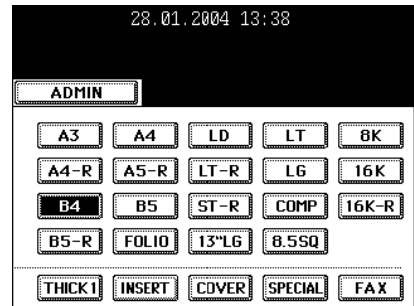 28.01.2004 13:38
ADMIN
A3 A4 LD LT 8K
A4-R A5-R LT-R LG 16K
B4 B5 ST-R COMP 16K-R
B5-R FOLIO 13"LG 8.5SQ
THICK1 INSERT COVER SPECIAL FAX